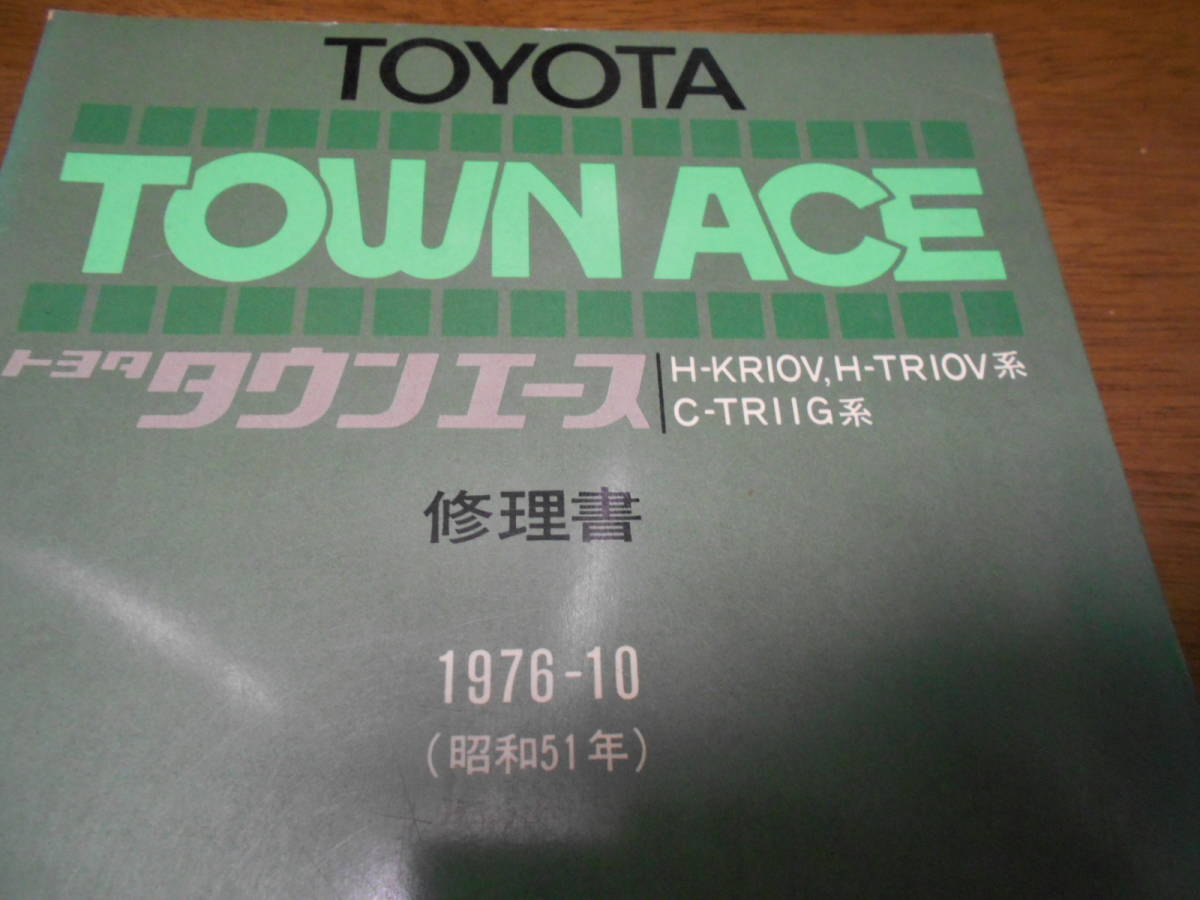 TOYOTA
TOWN ACE
トヨタ タウンエース
H-KR10V, H-TR10V系
C-TR11G系
修理書
1976-10
(昭和51年)